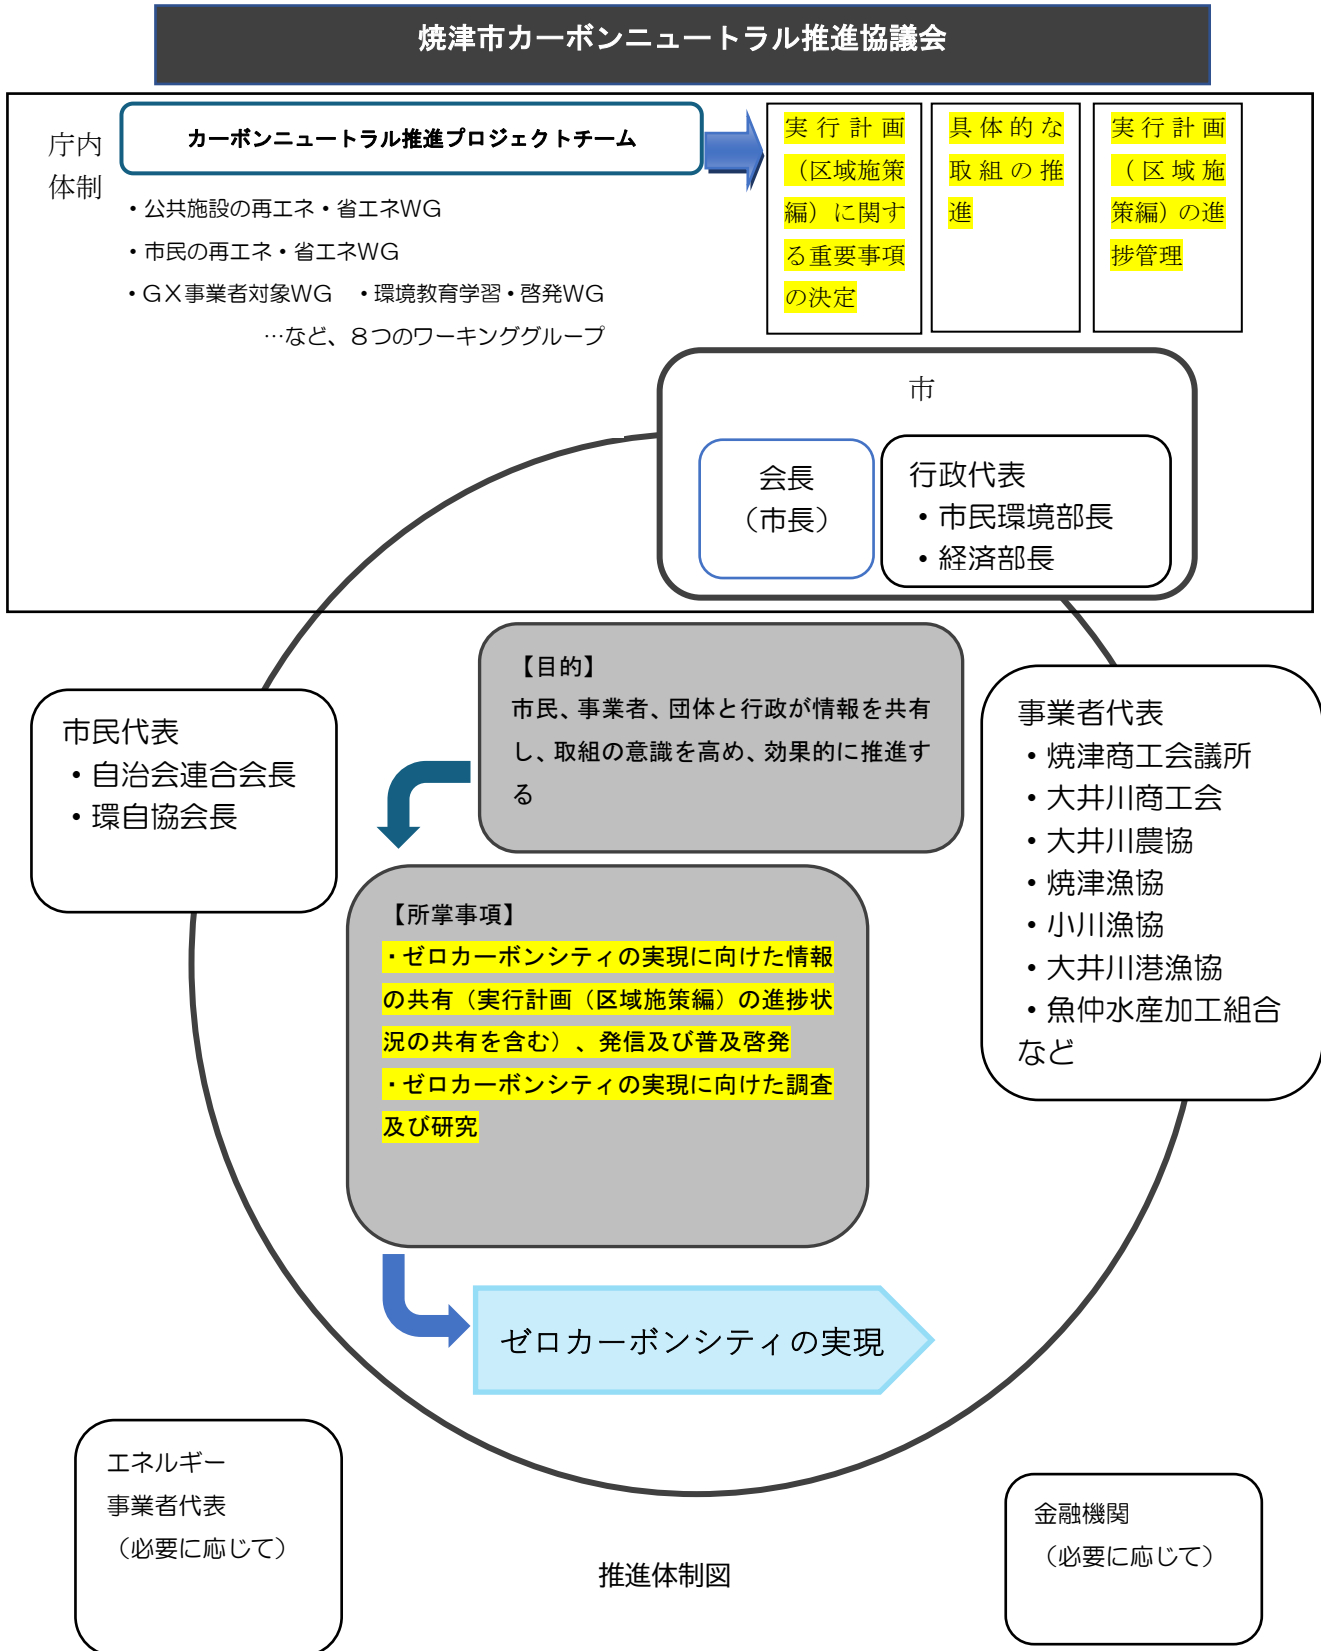 焼津市カーボンニュートラル推進協議会
庁内
体制
カーボンニュートラル推進プロジェクトチーム
・公共施設の再エネ・省エネWG
・市民の再エネ・省エネWG
・GX事業者対象WG　・環境教育学習・啓発WG
…など、８つのワーキンググループ
実行計画
（区域施策
編）に関す
る重要事項
の決定
具体的な
取組の推
進
実行計画
（区域施
策編）の進
捗管理
市
会長
（市長）
行政代表
・市民環境部長
・経済部長
【目的】
市民、事業者、団体と行政が情報を共有
し、取組の意識を高め、効果的に推進す
る
市民代表
・自治会連合会長
・環自協会長
事業者代表
・焼津商工会議所
・大井川商工会
・大井川農協
・焼津漁協
・小川漁協
・大井川港漁協
・魚仲水産加工組合
など
【所掌事項】
・ゼロカーボンシティの実現に向けた情報
の共有（実行計画（区域施策編）の進捗状
況の共有を含む）、発信及び普及啓発
・ゼロカーボンシティの実現に向けた調査
及び研究
ゼロカーボンシティの実現
エネルギー
事業者代表
（必要に応じて）
金融機関
（必要に応じて）
推進体制図